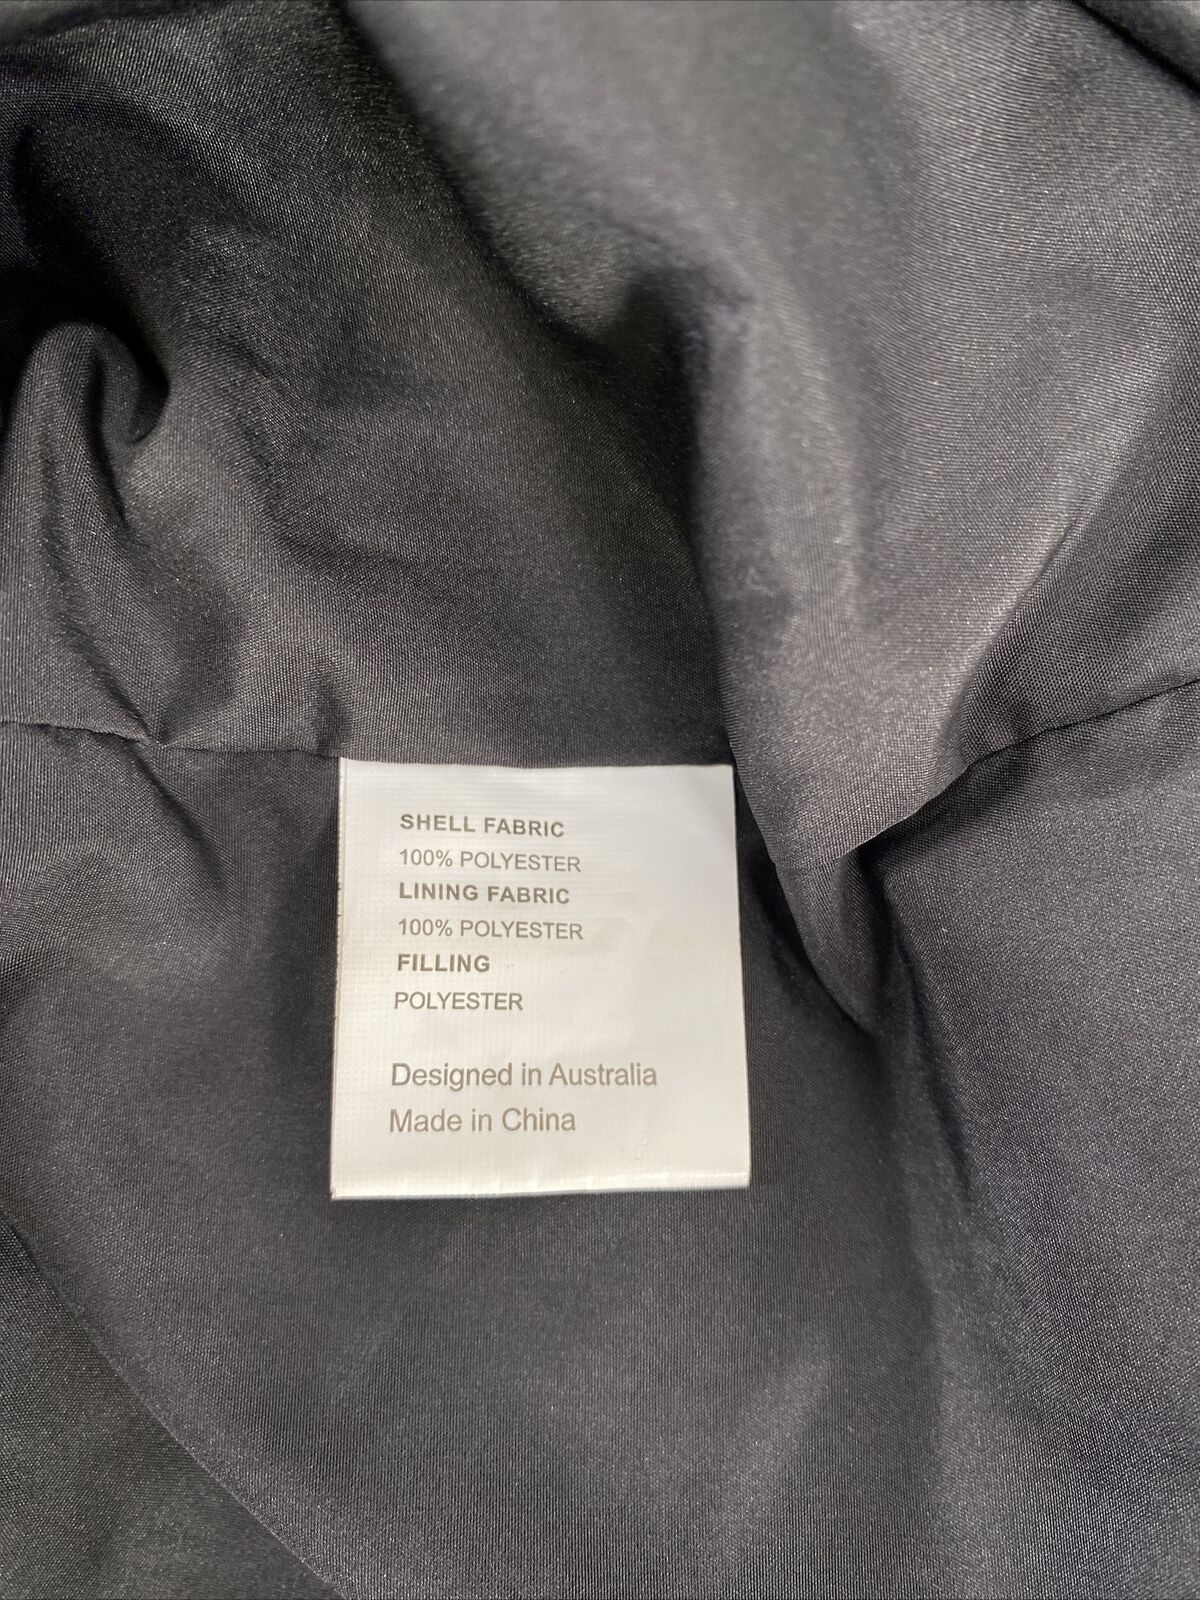 SHELL FABRIC
100% POLYESTER
LINING FABRIC
100% POLYESTER
FILLING
POLYESTER
Designed in Australia
Made in China